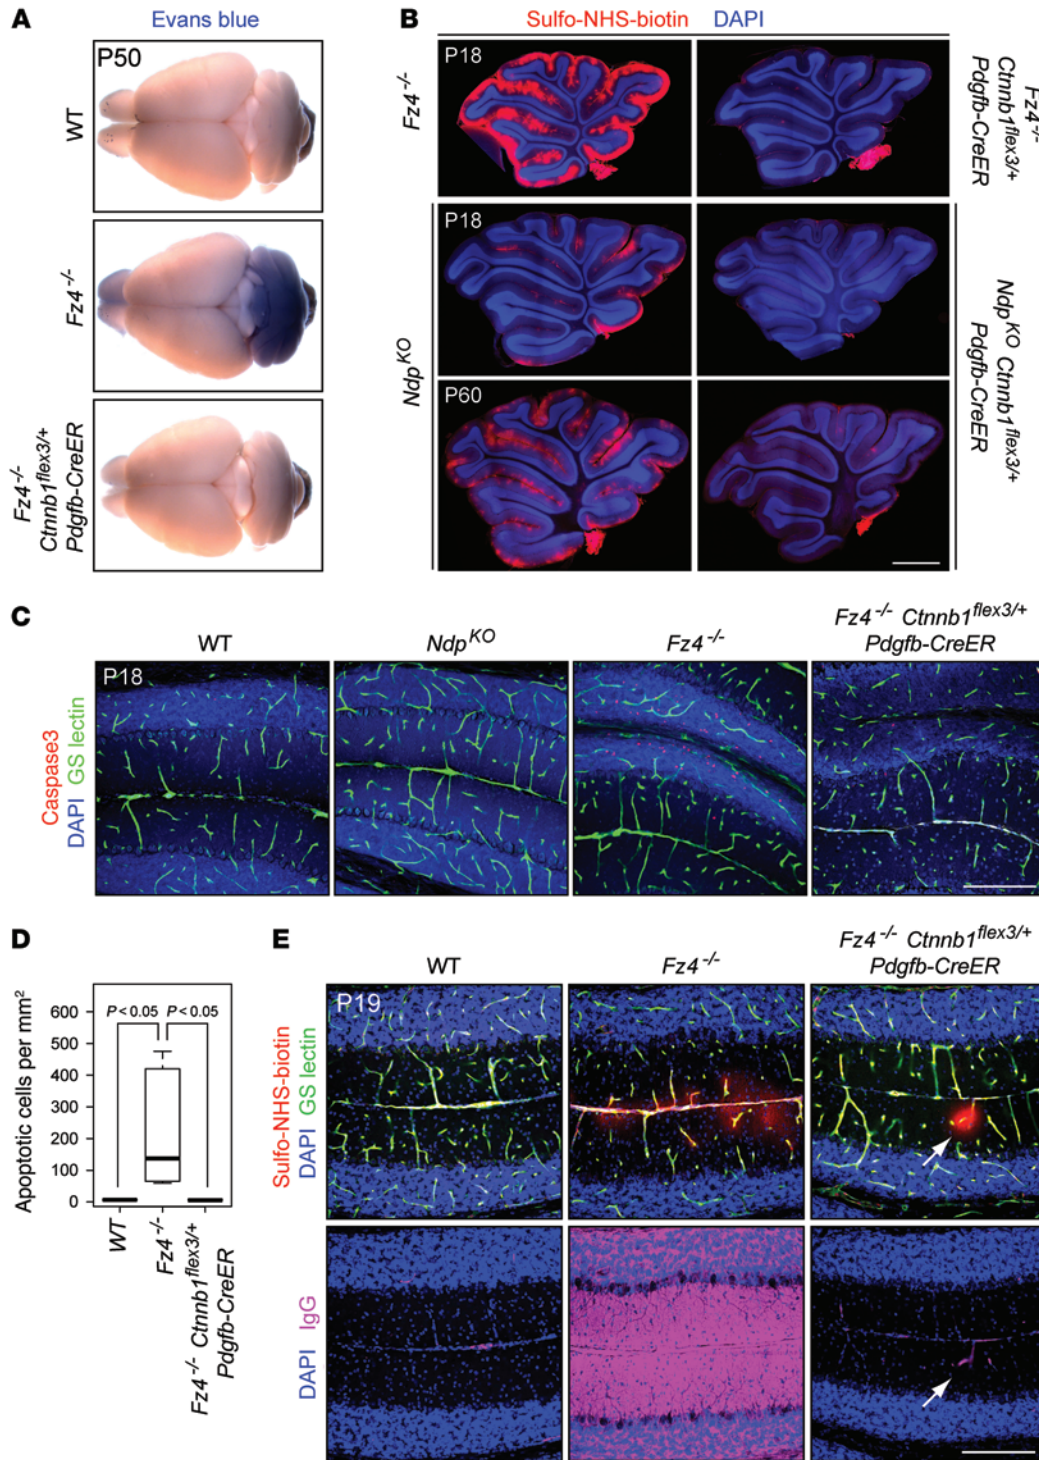 A
Evans blue
P50
WT
Fz4-/-
Fz4-/-
Ctnnb1flex3/+
Pdgfb-CreER
B
Sulfo-NHS-biotin DAPI
P18
Fz4-/-
Fz4-/-
Ctnnb1flex3/+
Pdgfb-CreER
P18
P60
NdpKO
NdpKO Ctnnb1flex3/+
Pdgfb-CreER
C
WT
NdpKO
Fz4-/-
Fz4-/- Ctnnb1flex3/+
Pdgfb-CreER
P18
Caspase3
DAPI GS lectin
D
Apoptotic cells per mm2
600
500
400
300
200
100
0
P < 0.05 P < 0.05
WT
Fz4-/-
Fz4-/- Ctnnb1flex3/+
Pdgfb-CreER
E
WT
Fz4-/-
Fz4-/- Ctnnb1flex3/+
Pdgfb-CreER
P19
Sulfo-NHS-biotin
DAPI GS lectin
DAPI IgG